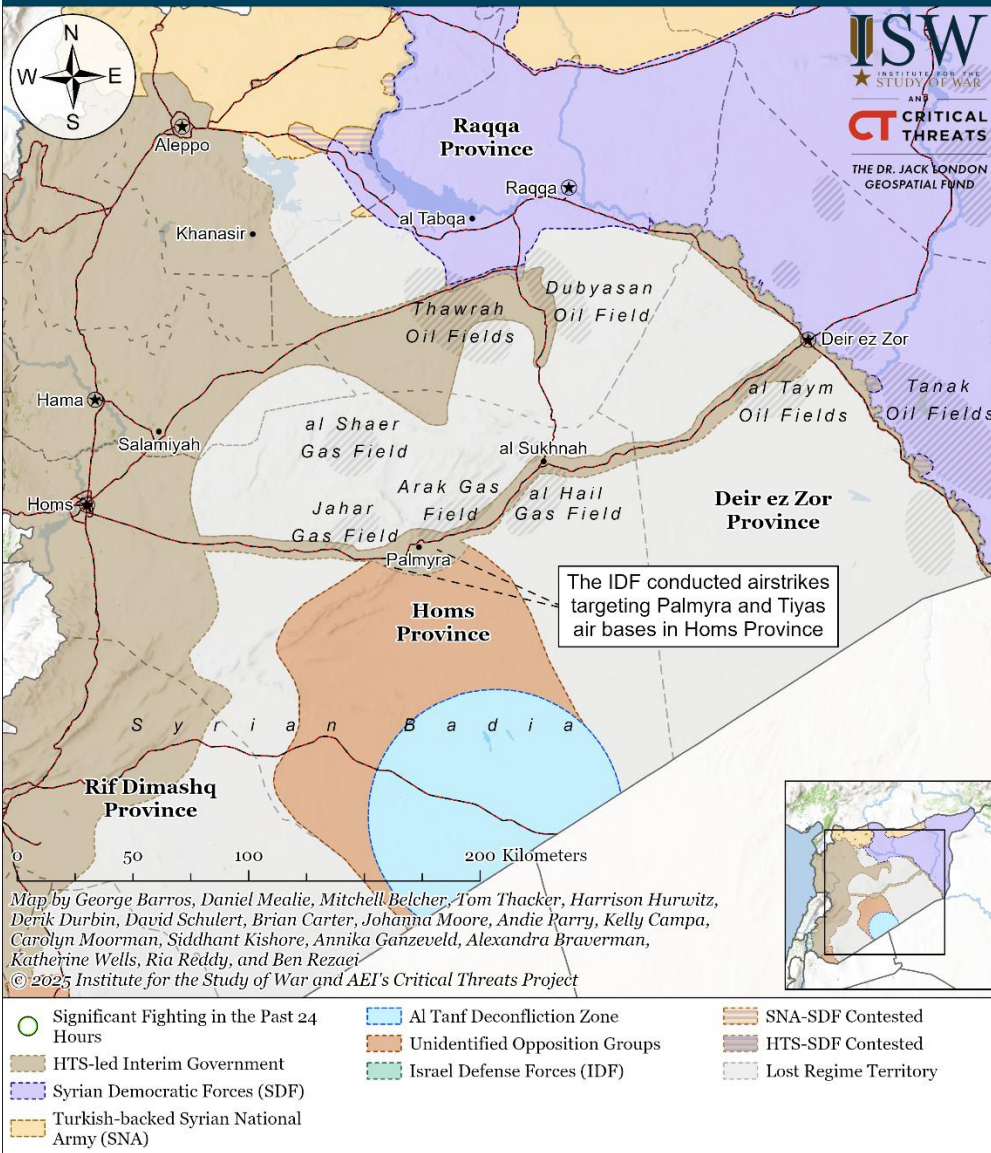 N
W E
S
ISW
INSTITUTE FOR THE
STUDY OF WAR
AND
CT CRITICAL
THREATS
THE DR. JACK LONDON
GEOSPATIAL FUND
Aleppo
Raqqa
Province
Raqqa
al Tabqa
Khanasir
Dubyasan
Oil Field
Thawrah
Oil Fields
Deir ez Zor
Hama
al Taym
Oil Fields
Tanak
Oil Fields
Salamiyah
al Shaer
Gas Field
al Sukhnah
Homs
Arak Gas
Field
al Hail
Gas Field
Jahar
Gas Field
Deir ez Zor
Province
Palmyra
The IDF conducted airstrikes
targeting Palmyra and Tiyas
air bases in Homs Province
Homs
Province
Syrian Badia
Rif Dimashq
Province
0 50 100 200 Kilometers
Map by George Barros, Daniel Mealie, Mitchell Belcher, Tom Thacker, Harrison Hurwitz,
Derik Durbin, David Schulert, Brian Carter, Johanna Moore, Andie Parry, Kelly Campa,
Carolyn Moorman, Siddhant Kishore, Annika Ganzeveld, Alexandra Braverman,
Katherine Wells, Ria Reddy, and Ben Rezaei
© 2025 Institute for the Study of War and AEI's Critical Threats Project
Significant Fighting in the Past 24
Hours
HTS-led Interim Government
Syrian Democratic Forces (SDF)
Turkish-backed Syrian National
Army (SNA)
Al Tanf Deconfliction Zone
Unidentified Opposition Groups
Israel Defense Forces (IDF)
SNA-SDF Contested
HTS-SDF Contested
Lost Regime Territory